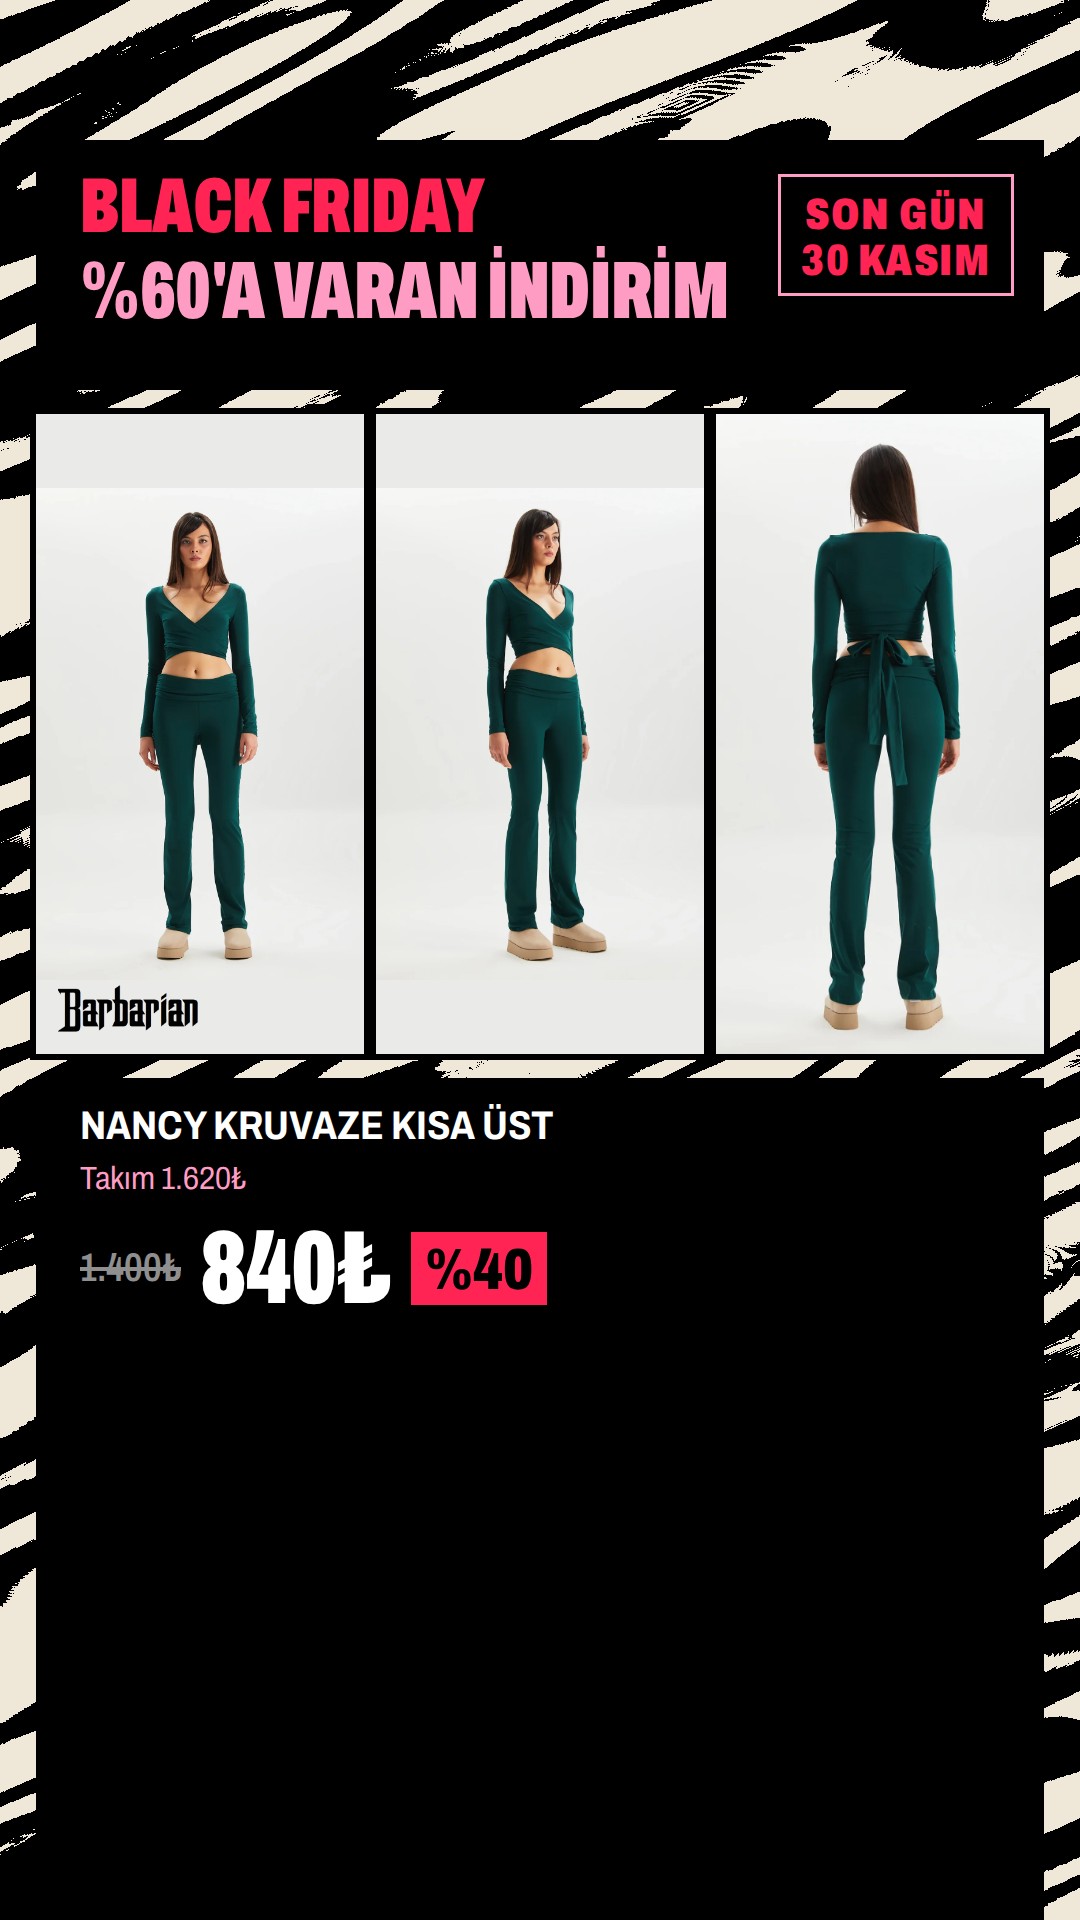 BLACK FRIDAY
%60'A VARAN İNDİRİM
SON GÜN
30 KASIM
Barbarian
NANCY KRUVAZE KISA ÜST
Takım 1.620₺
1.400₺ 840₺ %40